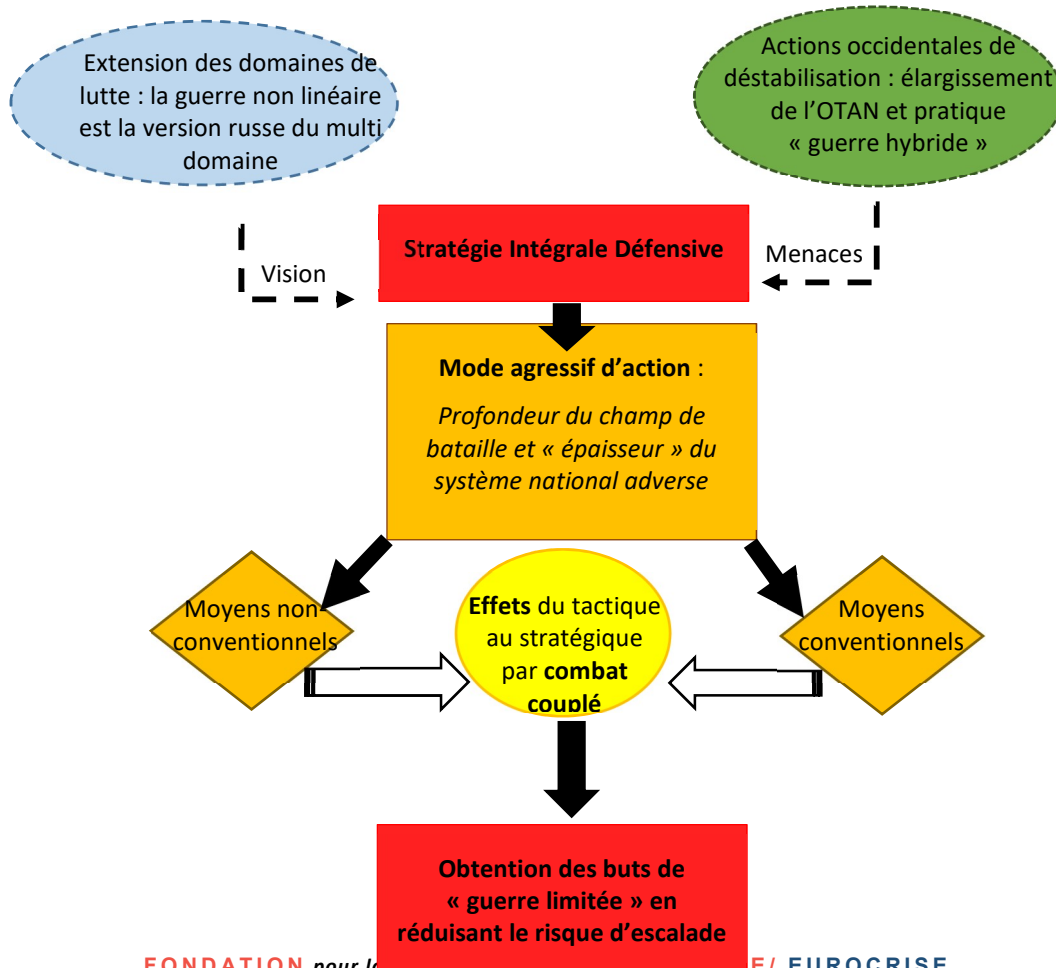 Extension des domaines de
lutte : la guerre non linéaire
est la version russe du multi
domaine
Actions occidentales de
déstabilisation : élargissement
de l’OTAN et pratique
« guerre hybride »
Stratégie Intégrale Défensive
Vision
Menaces
Mode agressif d’action :
Profondeur du champ de
bataille et « épaisseur » du
système national adverse
Moyens non-
conventionnels
Effets du tactique
au stratégique
par combat
couplé
Moyens
conventionnels
Obtention des buts de
« guerre limitée » en
réduisant le risque d’escalade
FONDATION pour E/ EUROCRISE